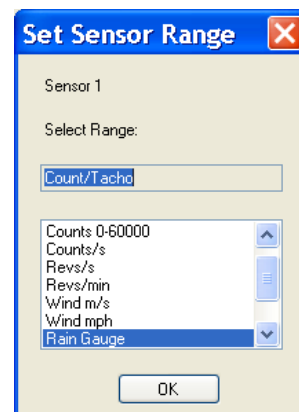 Set Sensor Range
Sensor 1
Select Range:
Count/Tacho
Counts 0-60000
Counts/s
Revs/s
Revs/min
Wind m/s
Wind mph
Rain Gauge
OK